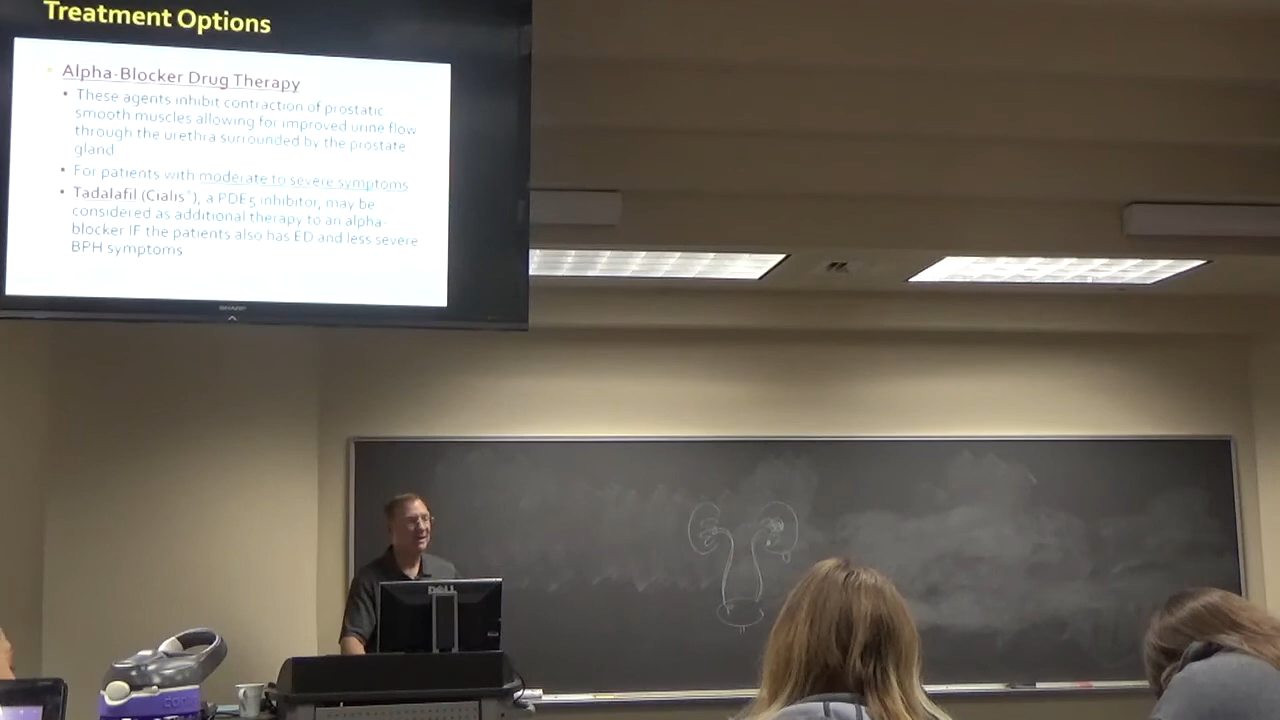 Treatment Options
Alpha-Blocker Drug Therapy
• These agents inhibit contraction of prostatic
smooth muscles allowing for improved urine flow
through the urethra surrounded by the prostate
gland
• For patients with moderate to severe symptoms
• Tadalafil (Cialis®), a PDE5 inhibitor, may be
considered as additional therapy to an alpha-
blocker IF the patients also has ED and less severe
BPH symptoms
SHARP
DELL